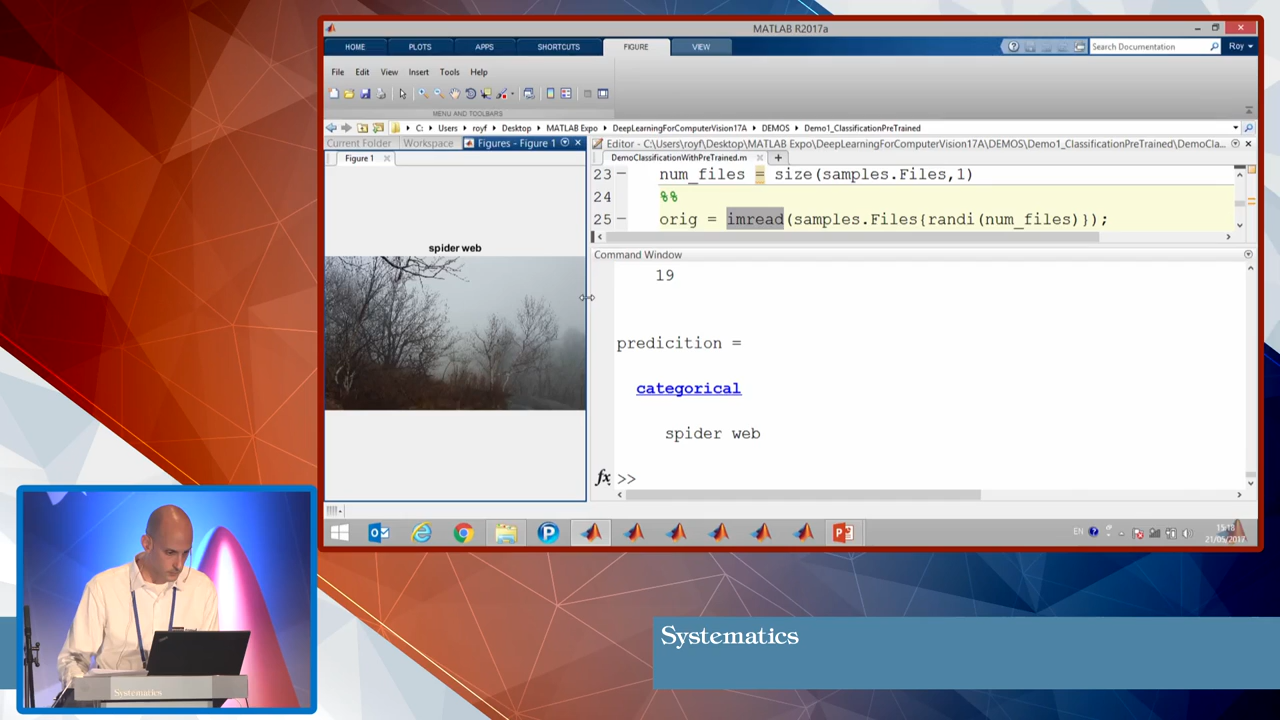 MATLAB R2017a
HOME PLOTS APPS SHORTCUTS FIGURE VIEW Search Documentation Roy
File Edit View Insert Tools Help
MENU AND TOOLBARS
C: Users royf Desktop MATLAB Expo DeepLearningForComputerVision17A DEMOS Demo1_ClassificationPreTrained
Current Folder Workspace Figures - Figure 1
Editor - C:\Users\royf\Desktop\MATLAB Expo\DeepLearningForComputerVision17A\DEMOS\Demo1_ClassificationPreTrained\DemoCla...
Figure 1
DemoClassificationWithPreTrained.m
23 num_files = size(samples.Files,1)
24 %%
25 orig = imread(samples.Files{randi(num_files)});
Command Window
spider web
19
predicition =
categorical
spider web
fx >>
EN 15:18
21/05/2017
Systematics
Systematics